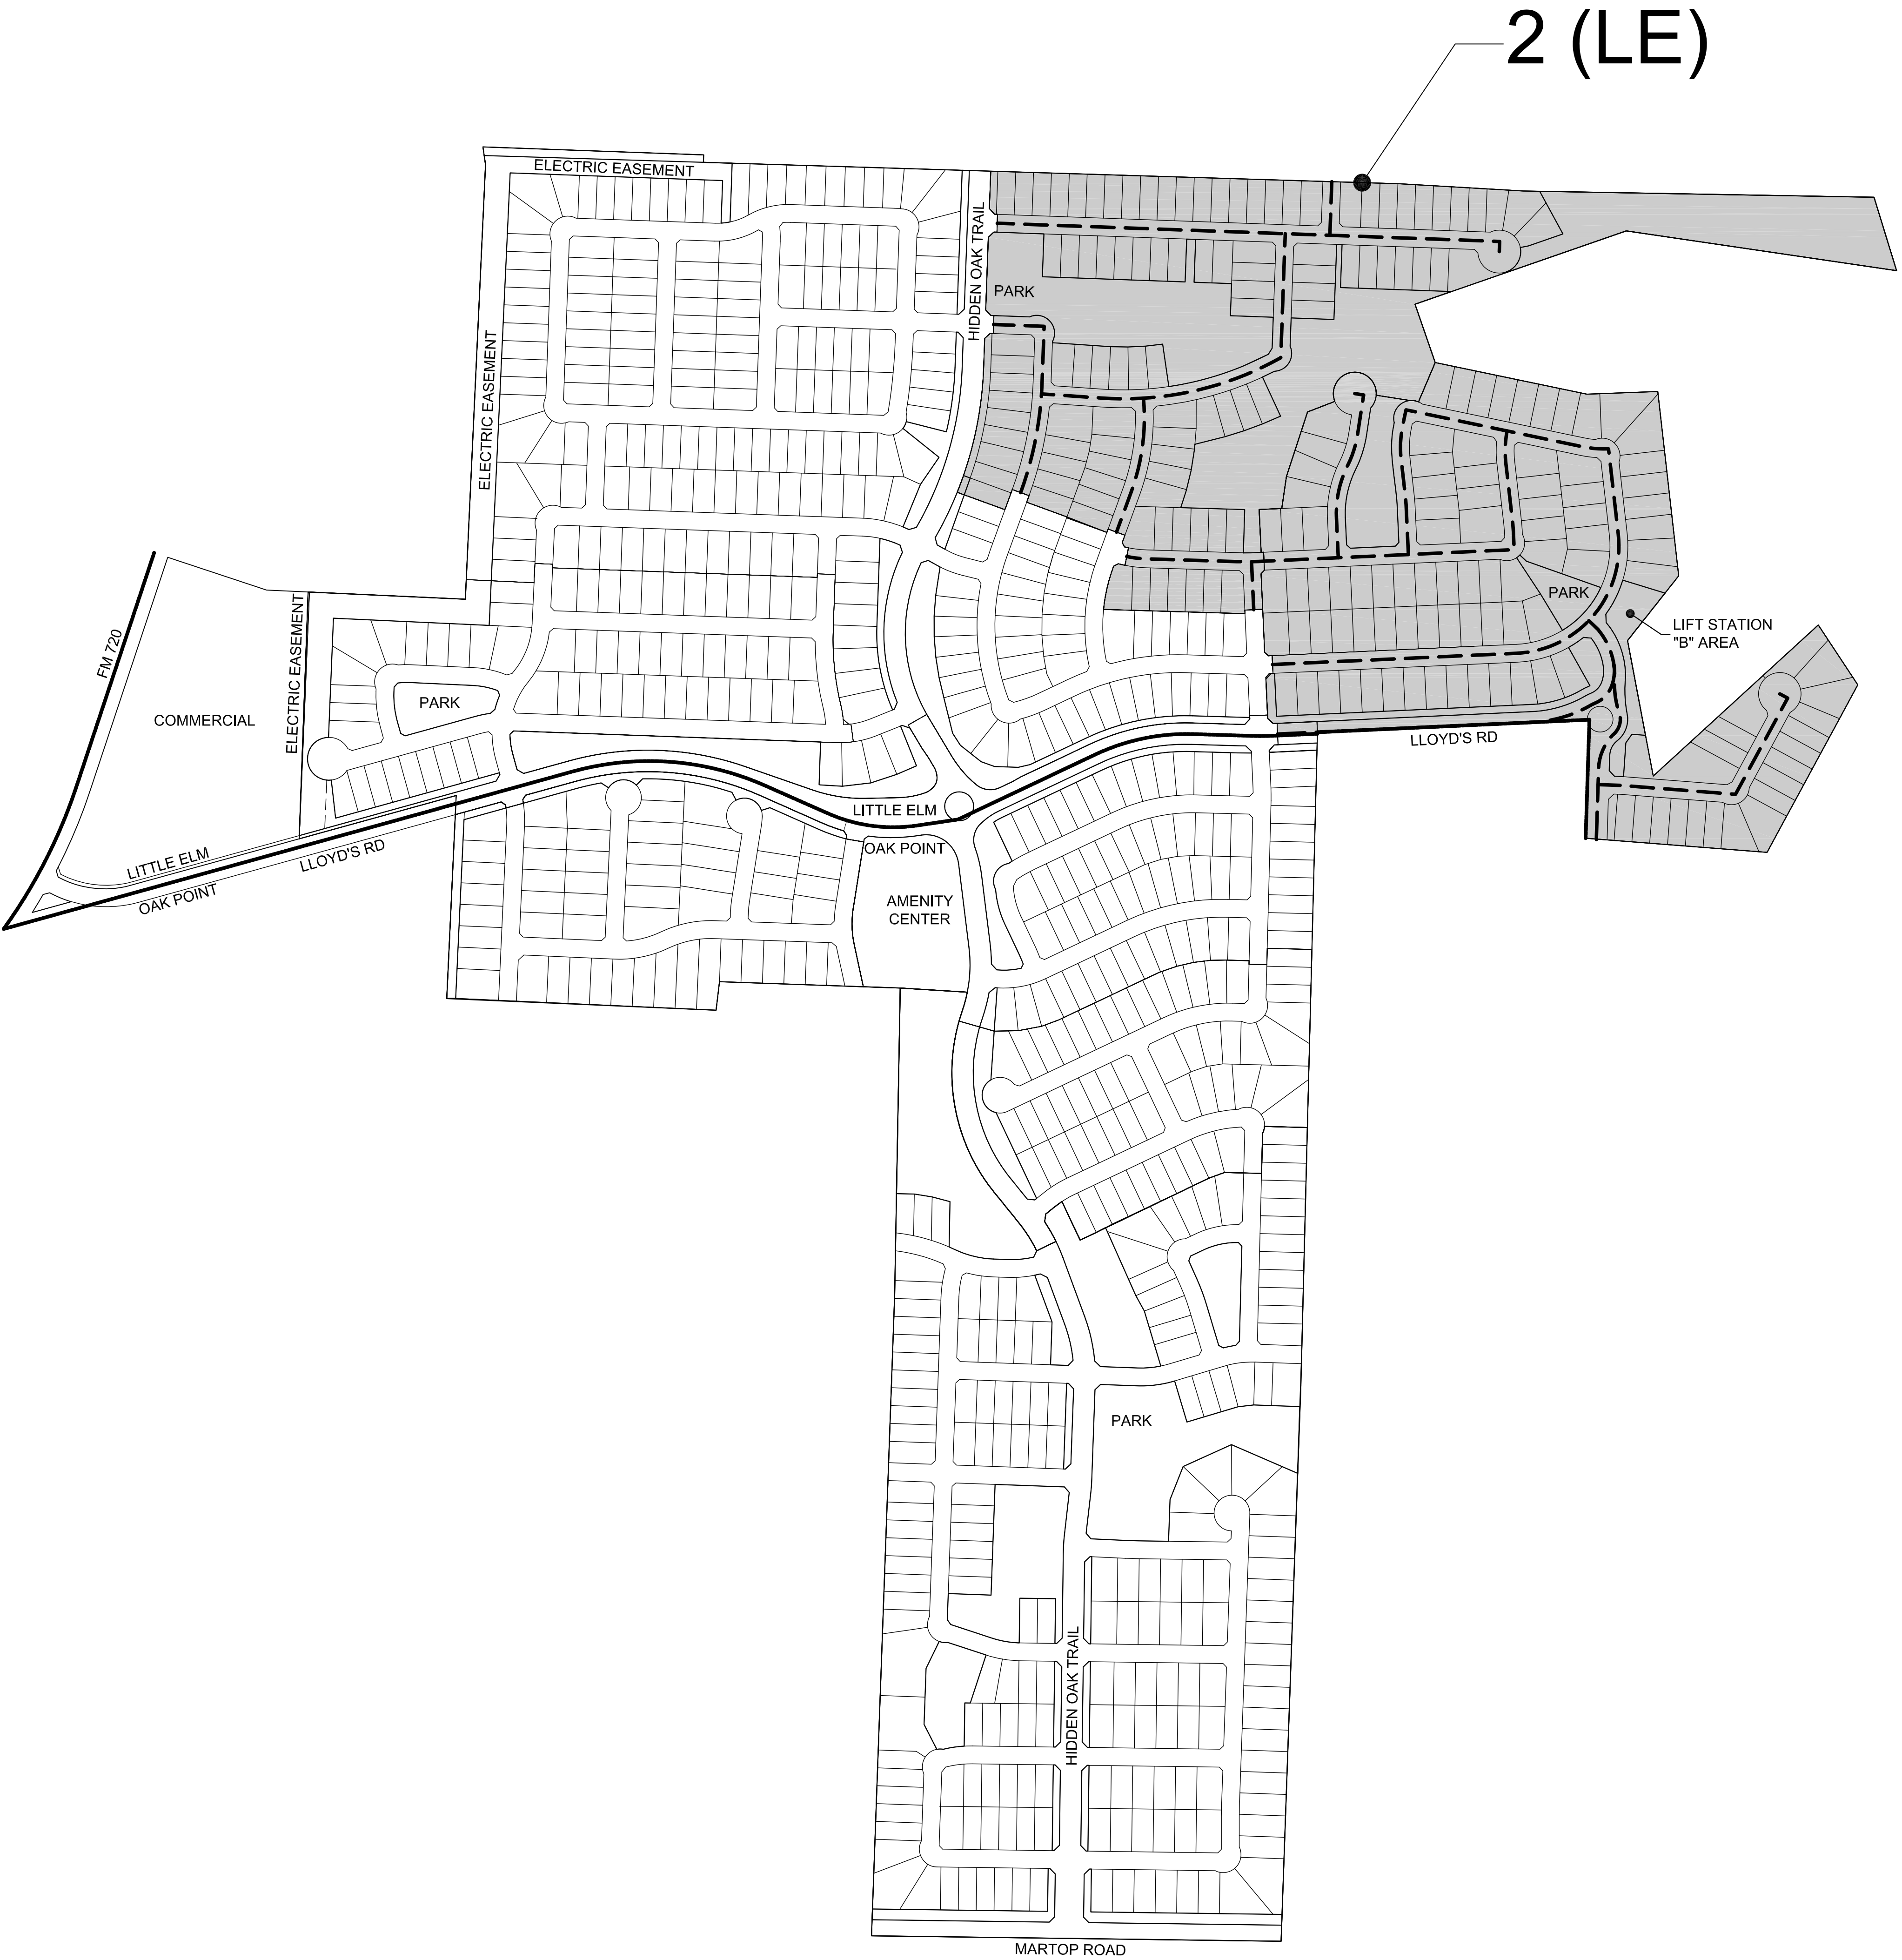 2 (LE)
ELECTRIC EASEMENT
HIDDEN OAK TRAIL
PARK
ELECTRIC EASEMENT
FM 720
COMMERCIAL
ELECTRIC EASEMENT
PARK
PARK
LIFT STATION
"B" AREA
LLOYD'S RD
LITTLE ELM
OAK POINT
LITTLE ELM
OAK POINT
LLOYD'S RD
AMENITY
CENTER
PARK
HIDDEN OAK TRAIL
MARTOP ROAD